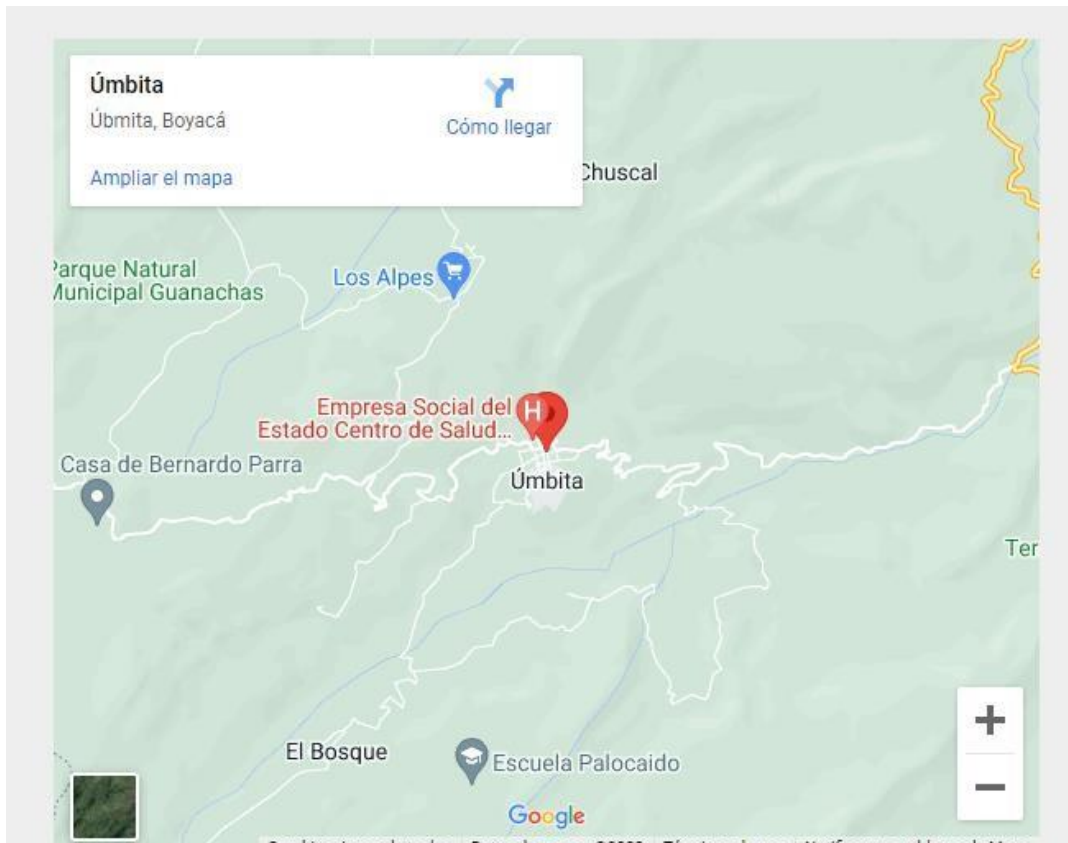 Úmbita
Úbmita, Boyacá
Cómo llegar
Ampliar el mapa
Chuscal
Parque Natural
Municipal Guanachas
Los Alpes
Empresa Social del
Estado Centro de Salud...
H
Casa de Bernardo Parra
Úmbita
Ter
El Bosque
Escuela Palocaido
Google
+
−